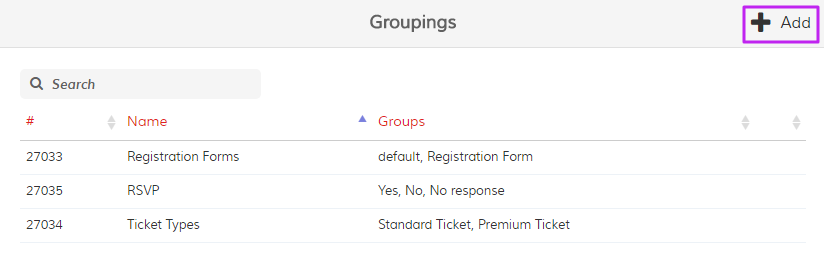 Groupings
Add
Search
# Name Groups
27033 Registration Forms default, Registration Form
27035 RSVP Yes, No, No response
27034 Ticket Types Standard Ticket, Premium Ticket